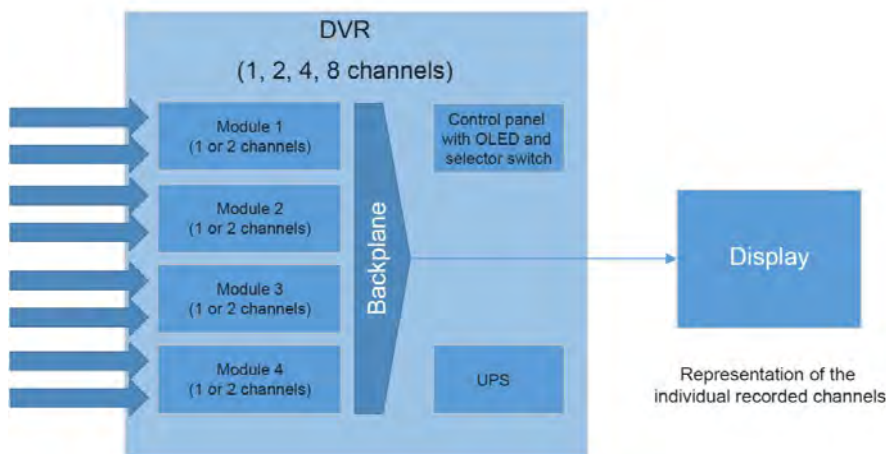 DVR
(1, 2, 4, 8 channels)
Module 1
(1 or 2 channels)
Module 2
(1 or 2 channels)
Module 3
(1 or 2 channels)
Module 4
(1 or 2 channels)
Backplane
Control panel
with OLED and
selector switch
UPS
Display
Representation of the
individual recorded channels